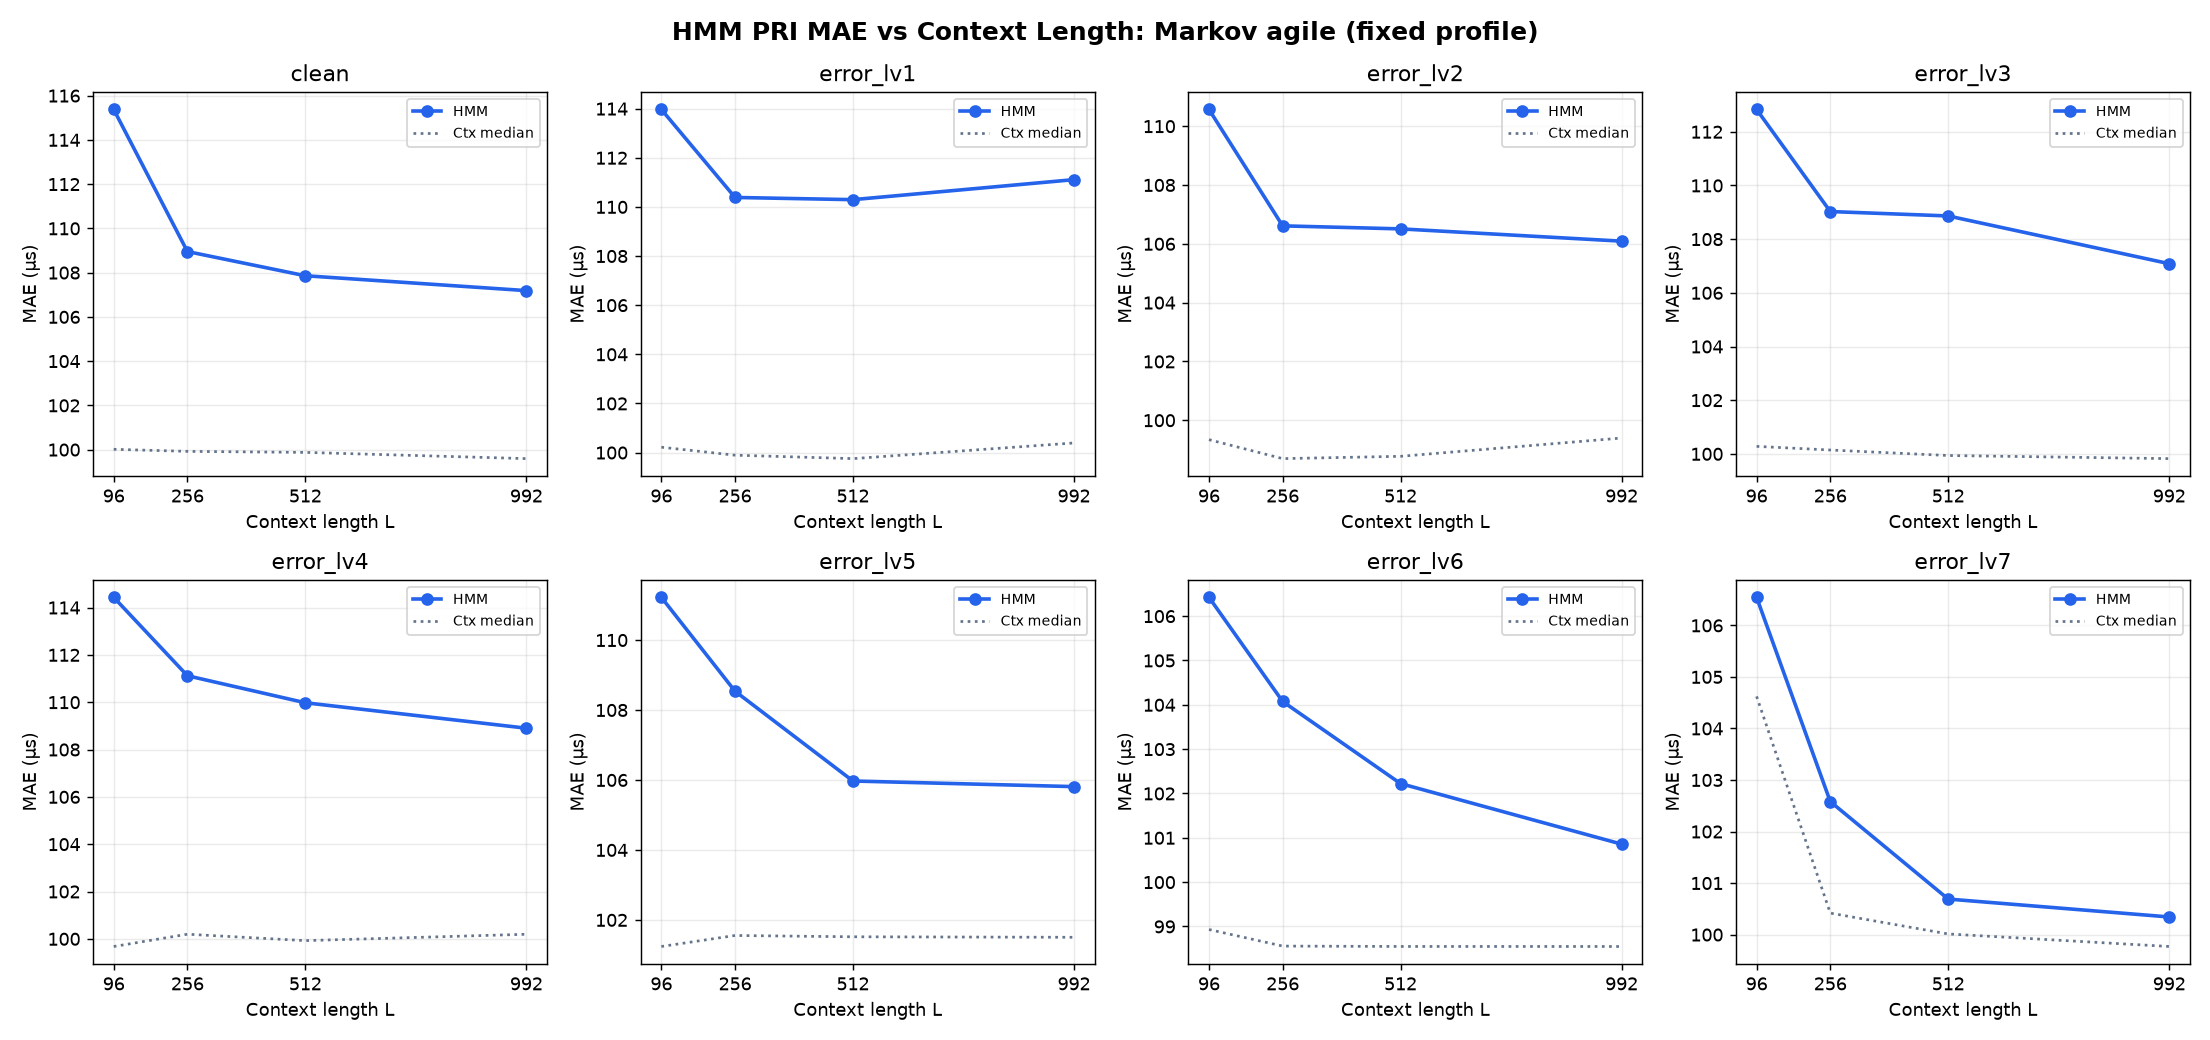 HMM PRI MAE vs Context Length: Markov agile (fixed profile)
clean
116
114
112
110
108
106
104
102
100
MAE (µs)
96 256 512 992
Context length L
HMM
Ctx median
error_lv1
114
112
110
108
106
104
102
100
MAE (µs)
96 256 512 992
Context length L
HMM
Ctx median
error_lv2
110
108
106
104
102
100
MAE (µs)
96 256 512 992
Context length L
HMM
Ctx median
error_lv3
112
110
108
106
104
102
100
MAE (µs)
96 256 512 992
Context length L
HMM
Ctx median
error_lv4
114
112
110
108
106
104
102
100
MAE (µs)
96 256 512 992
Context length L
HMM
Ctx median
error_lv5
110
108
106
104
102
MAE (µs)
96 256 512 992
Context length L
HMM
Ctx median
error_lv6
106
105
104
103
102
101
100
99
MAE (µs)
96 256 512 992
Context length L
HMM
Ctx median
error_lv7
106
105
104
103
102
101
100
MAE (µs)
96 256 512 992
Context length L
HMM
Ctx median